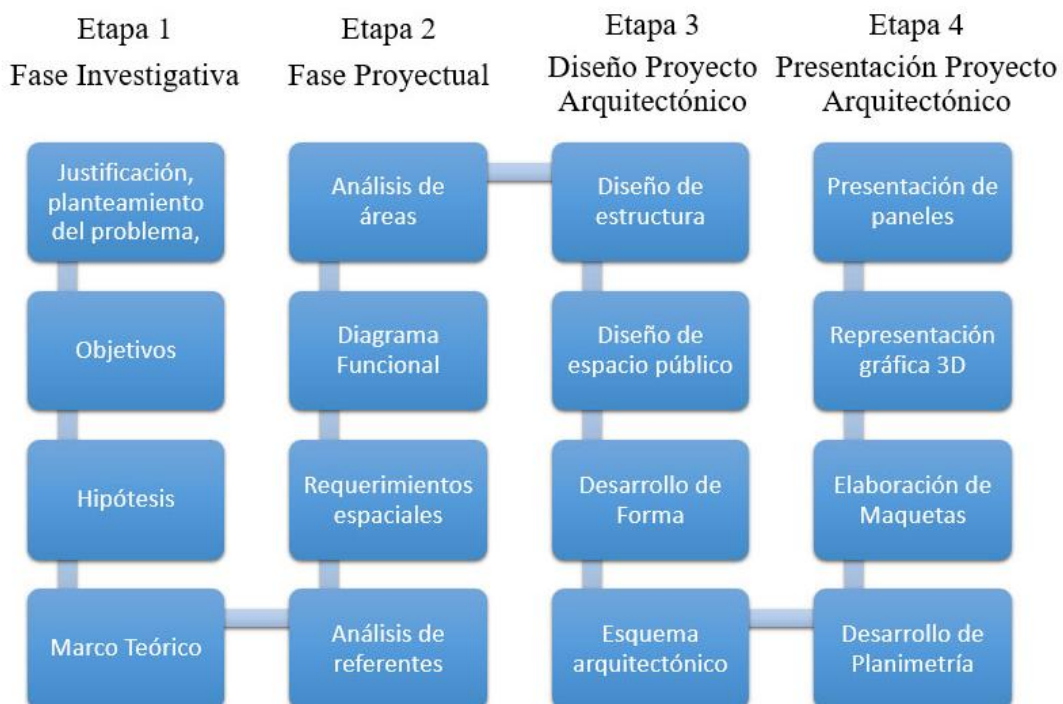 Etapa 1
Fase Investigativa
Justificación,
planteamiento
del problema,
Objetivos
Hipótesis
Marco Teórico
Etapa 2
Fase Proyectual
Análisis de
áreas
Diagrama
Funcional
Requerimientos
espaciales
Análisis de
referentes
Etapa 3
Diseño Proyecto
Arquitectónico
Diseño de
estructura
Diseño de
espacio público
Desarrollo de
Forma
Esquema
arquitectónico
Etapa 4
Presentación Proyecto
Arquitectónico
Presentación de
paneles
Representación
gráfica 3D
Elaboración de
Maquetas
Desarrollo de
Planimetría